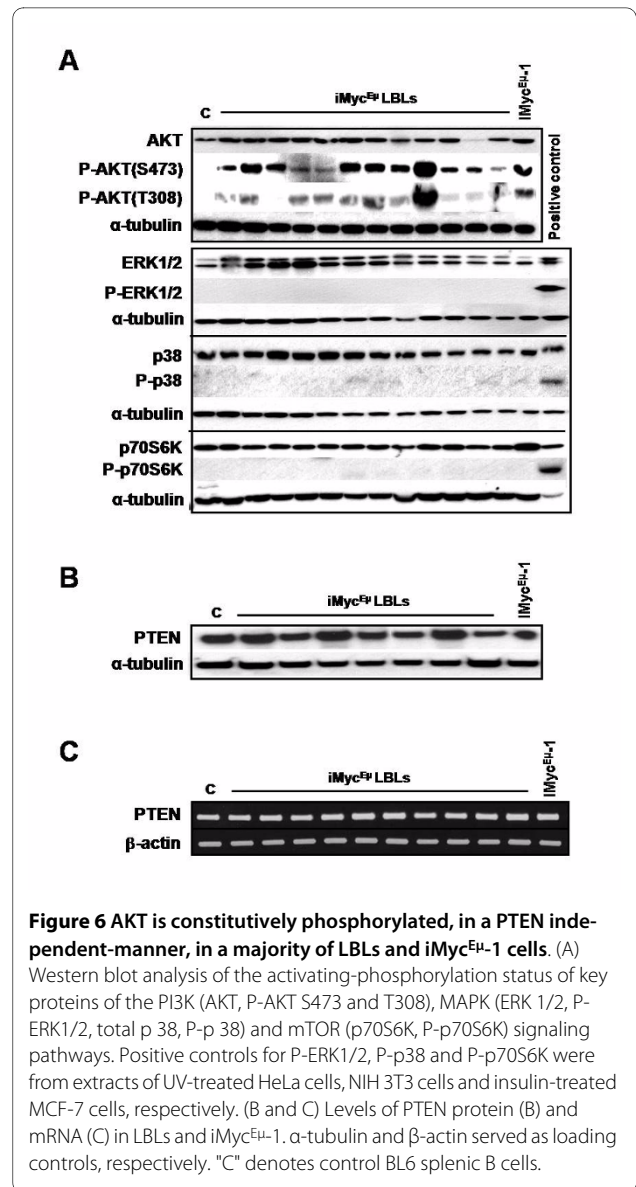 A
C
iMycEμ LBLs
iMycEμ-1
AKT
P-AKT(S473)
P-AKT(T308)
α-tubulin
Positive control
ERK1/2
P-ERK1/2
α-tubulin
p38
P-p38
α-tubulin
p70S6K
P-p70S6K
α-tubulin
B
C
iMycEμ LBLs
iMycEμ-1
PTEN
α-tubulin
C
C
iMycEμ LBLs
iMycEμ-1
PTEN
β-actin
Figure 6 AKT is constitutively phosphorylated, in a PTEN inde-
pendent-manner, in a majority of LBLs and iMycEμ-1 cells. (A)
Western blot analysis of the activating-phosphorylation status of key
proteins of the PI3K (AKT, P-AKT S473 and T308), MAPK (ERK 1/2, P-
ERK1/2, total p 38, P-p 38) and mTOR (p70S6K, P-p70S6K) signaling
pathways. Positive controls for P-ERK1/2, P-p38 and P-p70S6K were
from extracts of UV-treated HeLa cells, NIH 3T3 cells and insulin-treated
MCF-7 cells, respectively. (B and C) Levels of PTEN protein (B) and
mRNA (C) in LBLs and iMycEμ-1. α-tubulin and β-actin served as loading
controls, respectively. "C" denotes control BL6 splenic B cells.